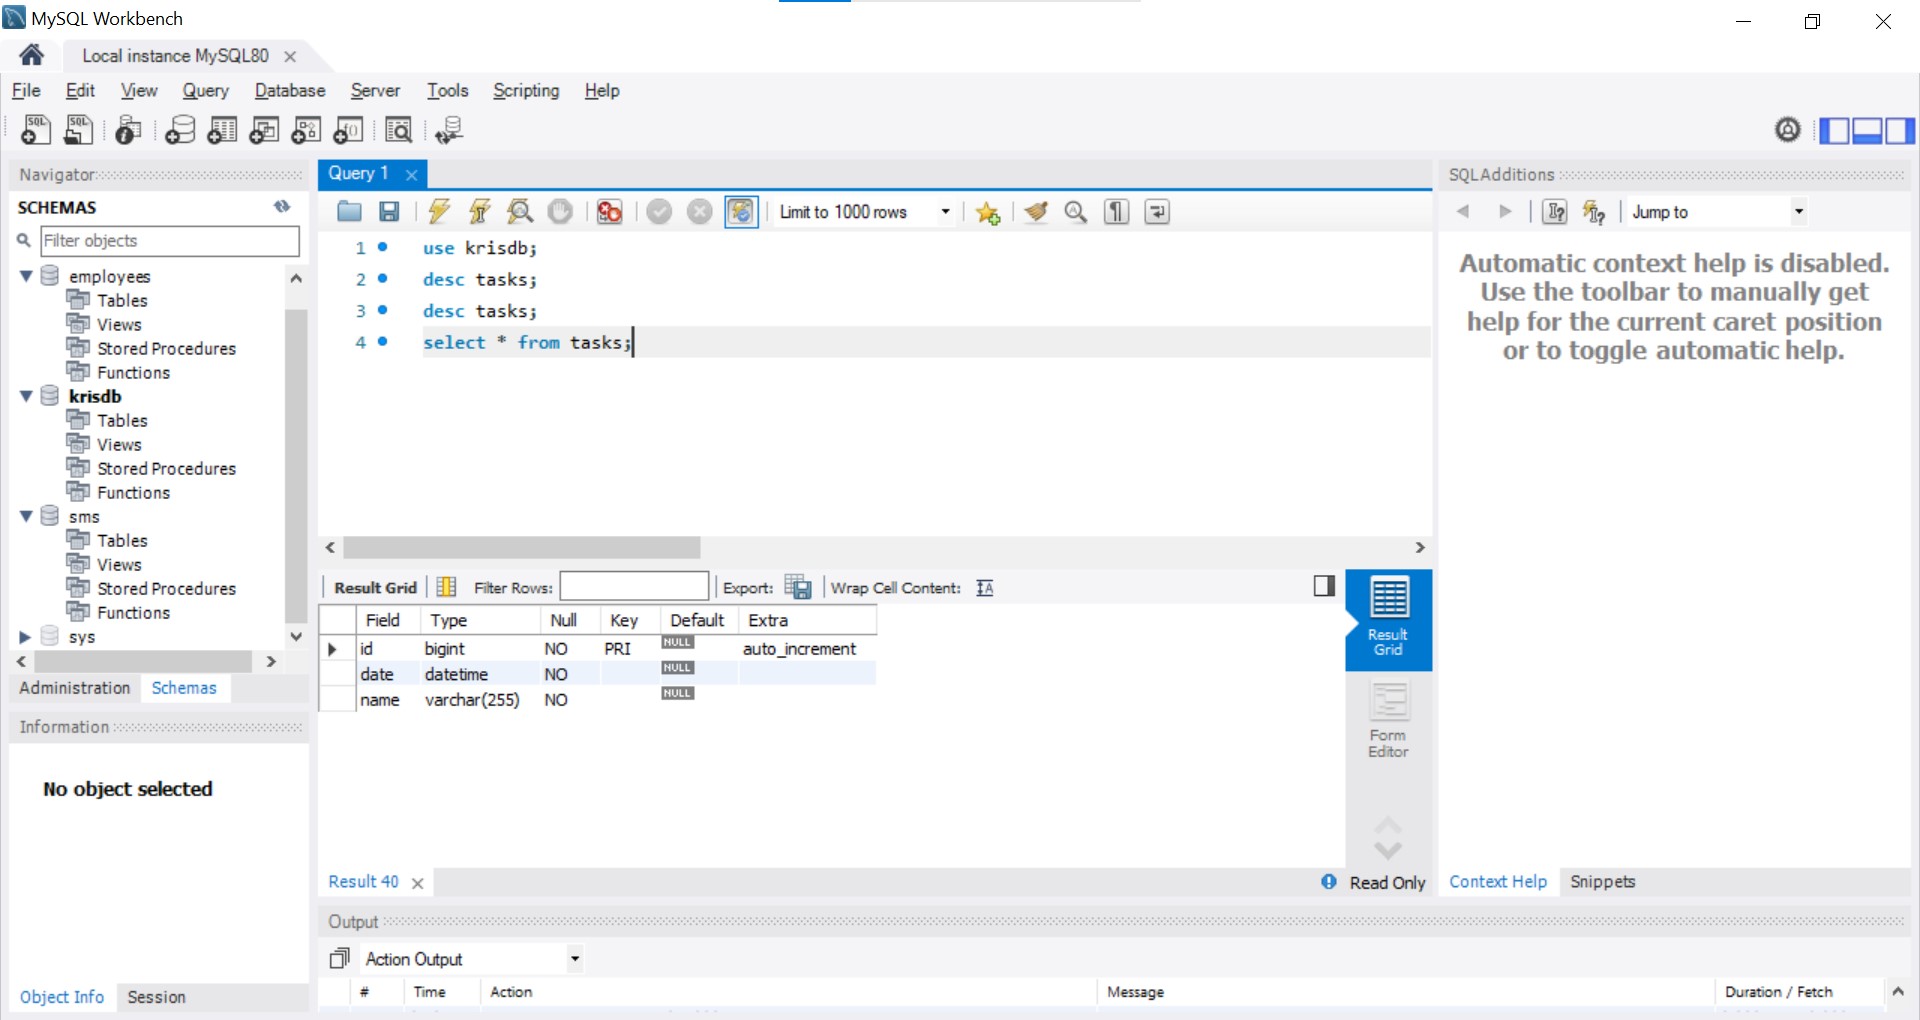 MySQL Workbench
Local instance MySQL80
File Edit View Query Database Server Tools Scripting Help
Navigator
SCHEMAS
Filter objects
employees
Tables
Views
Stored Procedures
Functions
krisdb
Tables
Views
Stored Procedures
Functions
sms
Tables
Views
Stored Procedures
Functions
sys
Administration Schemas
Information
No object selected
Object Info Session
Query 1
Limit to 1000 rows
1 use krisdb;
2 desc tasks;
3 desc tasks;
4 select * from tasks;
Result Grid Filter Rows: Export: Wrap Cell Content:
Field Type Null Key Default Extra
id bigint NO PRI NULL auto_increment
date datetime NO NULL
name varchar(255) NO NULL
Result Grid
Form Editor
Result 40 Read Only
SQLAdditions
Jump to
Automatic context help is disabled.
Use the toolbar to manually get
help for the current caret position
or to toggle automatic help.
Context Help Snippets
Output
Action Output
# Time Action Message Duration / Fetch